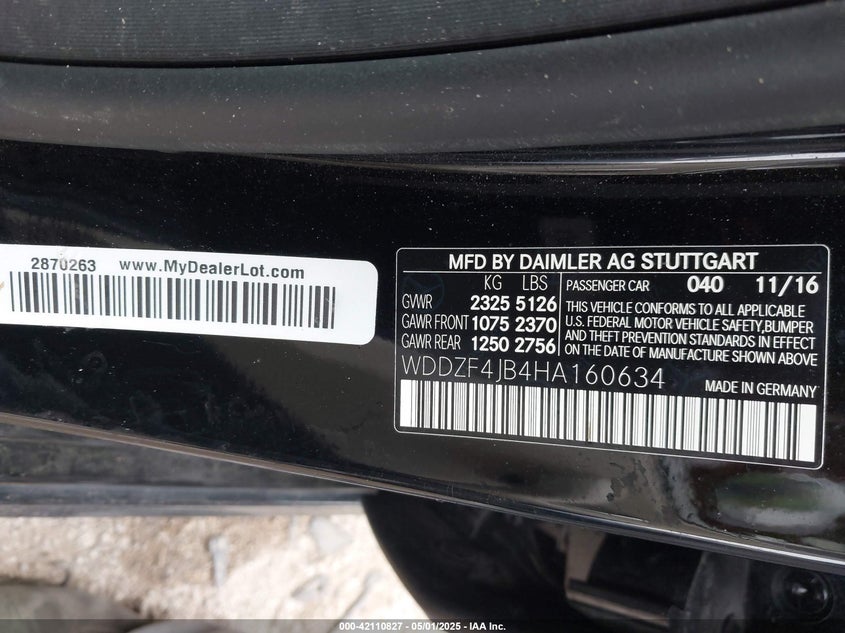 2870263 www.MyDealerLot.com
MFD BY DAIMLER AG STUTTGART
KG LBS
GVWR 2325 5126
GAWR FRONT 1075 2370
GAWR REAR 1250 2756
PASSENGER CAR 040 11/16
THIS VEHICLE CONFORMS TO ALL APPLICABLE
U.S. FEDERAL MOTOR VEHICLE SAFETY,BUMPER
AND THEFT PREVENTION STANDARDS IN EFFECT
ON THE DATE OF MANUFACTURE SHOWN ABOVE
WDDZF4JB4HA160634
MADE IN GERMANY
000-42110827 - 05/01/2025 - IAA Inc.